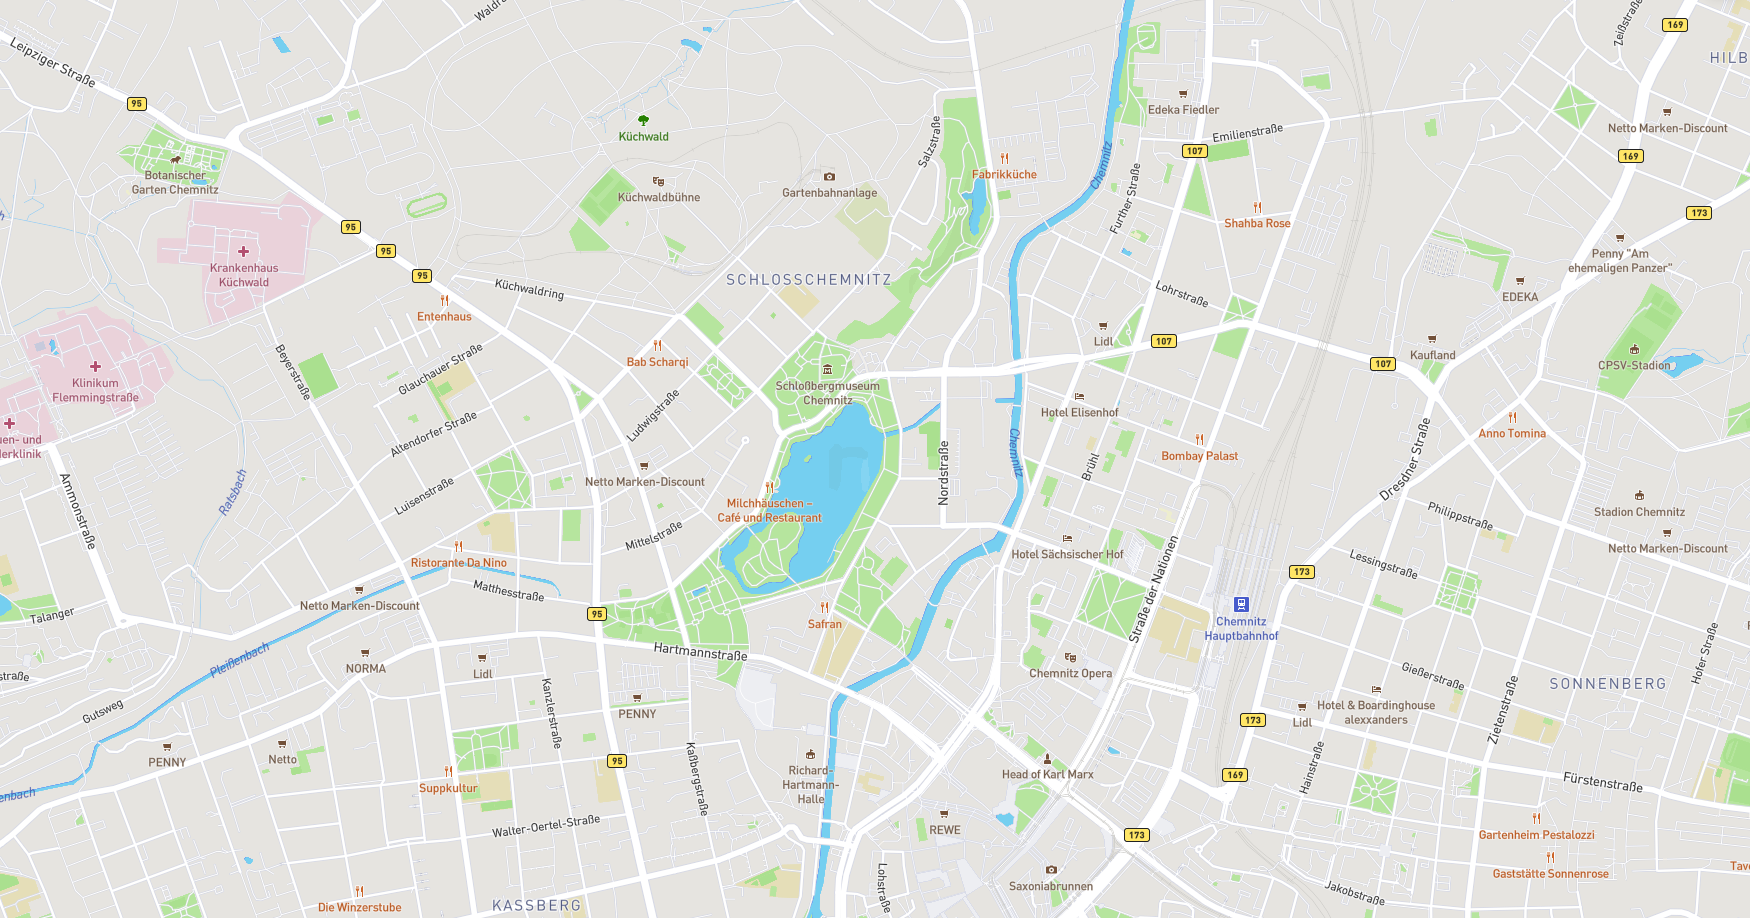 Waldr
Leipziger Straße
95
Botanischer
Garten Chemnitz
Küchwald
Küchwaldbühne
Gartenbahnanlage
Salzstraße
Fabrikküche
Chemnitz
Edeka Fiedler
Emilienstraße
107
Further Straße
Shahba Rose
Zeißstraße
169
HILB
Netto Marken-Discount
169
173
Penny "Am
ehemaligen Panzer"
EDEKA
95
95
95
Krankenhaus
Küchwald
Küchwaldring
Entenhaus
SCHLOSSCHEMNITZ
Lohrstraße
Lidl
107
107
Kaufland
CPSV-Stadion
Klinikum
Flemmingstraße
uen- und
derklinik
Beyerstraße
Glauchauer Straße
Altendorfer Straße
Bab Scharqi
Ludwigstraße
Schloßbergmuseum
Chemnitz
Hotel Elisenhof
Bombay Palast
Brühl
Chemnitz
Nordstraße
Anno Tomina
Dresdner Straße
Philippstraße
Stadion Chemnitz
Netto Marken-Discount
Lessingstraße
Ammonstraße
Ratsbach
Luisenstraße
Netto Marken-Discount
Mittelstraße
Milchhäuschen –
Café und Restaurant
Hotel Sächsischer Hof
Straße der Nationen
173
Chemnitz
Hauptbahnhof
Ristorante Da Nino
Matthesstraße
Netto Marken-Discount
Talanger
95
Safran
Hartmannstraße
Pleißenbach
NORMA
Lidl
Kanzlerstraße
PENNY
Chemnitz Opera
Gießerstraße
Hofer Straße
SONNENBERG
Hotel & Boardinghouse
alexxanders
Lidl
173
Zietenstraße
straße
Gutsweg
PENNY
Netto
enbach
95
Suppkultur
Kaßbergstraße
Richard-
Hartmann-
Halle
Head of Karl Marx
169
Hainstraße
Fürstenstraße
Walter-Oertel-Straße
REWE
173
Gartenheim Pestalozzi
Gaststätte Sonnenrose
Tav
Saxoniabrunnen
Lohstraße
Jakobstraße
Die Winzerstube
KASSBERG